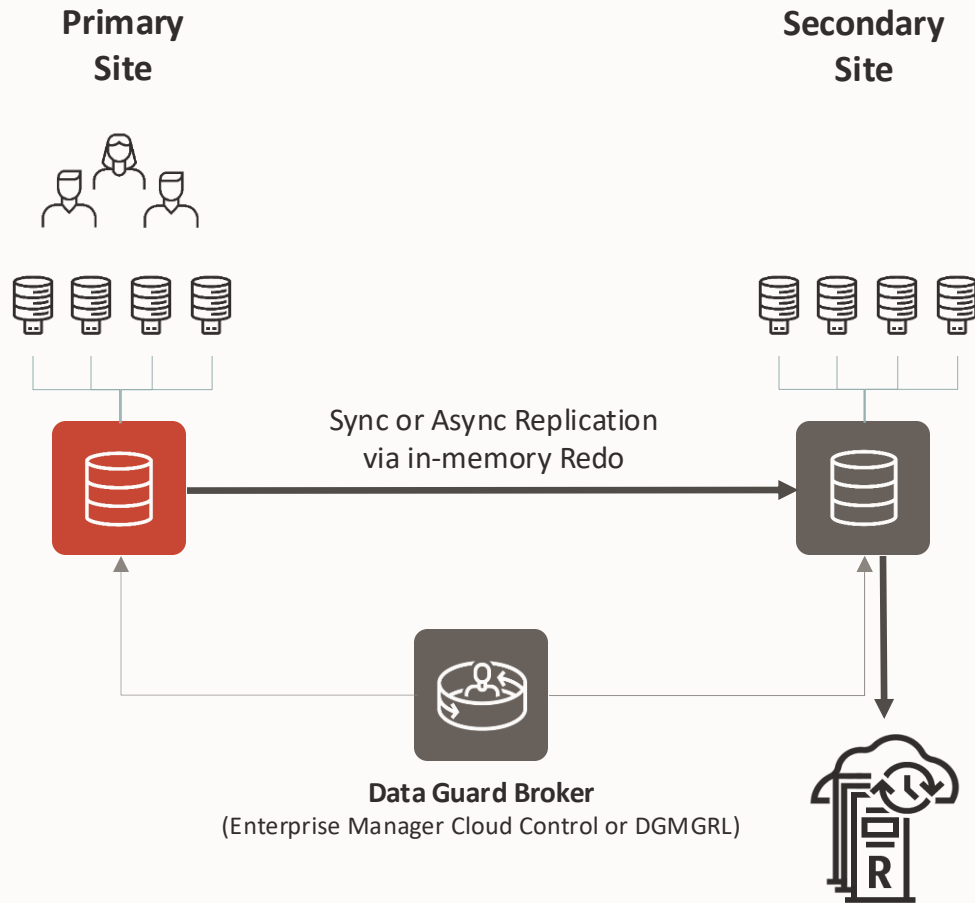 Primary
Site
Secondary
Site
Sync or Async Replication
via in-memory Redo
Data Guard Broker
(Enterprise Manager Cloud Control or DGMGRL)
R